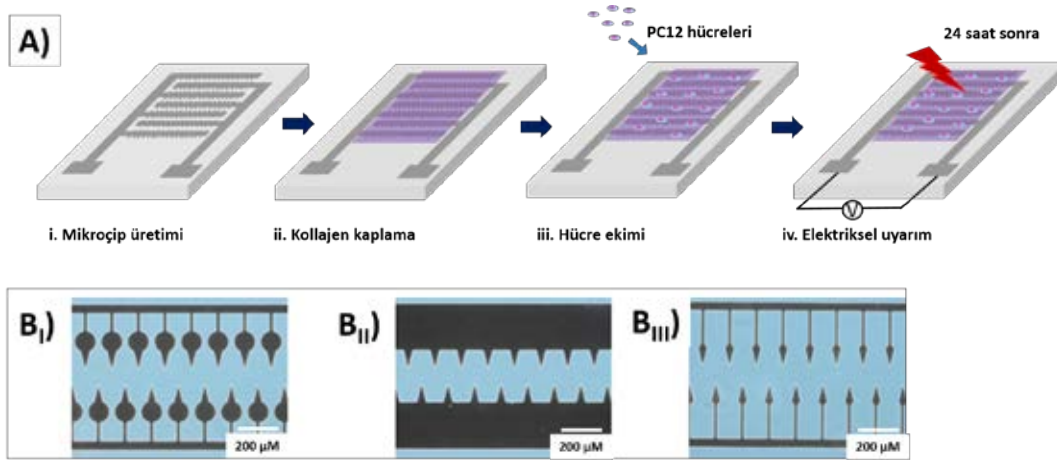 A)
PC12 hücreleri
24 saat sonra
V
i. Mikroçip üretimi
ii. Kollajen kaplama
iii. Hücre ekimi
iv. Elektriksel uyarım
BI)
200 µM
BII)
200 µM
BIII)
200 µM